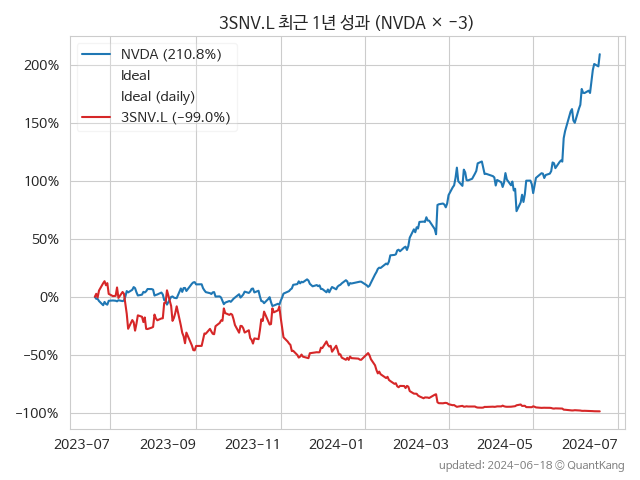 3SNV.L 최근 1년 성과 (NVDA × −3)
NVDA (210.8%)
Ideal
Ideal (daily)
3SNV.L (−99.0%)
200%
150%
100%
50%
0%
−50%
−100%
2023−07
2023−09
2023−11
2024−01
2024−03
2024−05
2024−07
updated: 2024−06−18 ⓒ QuantKang